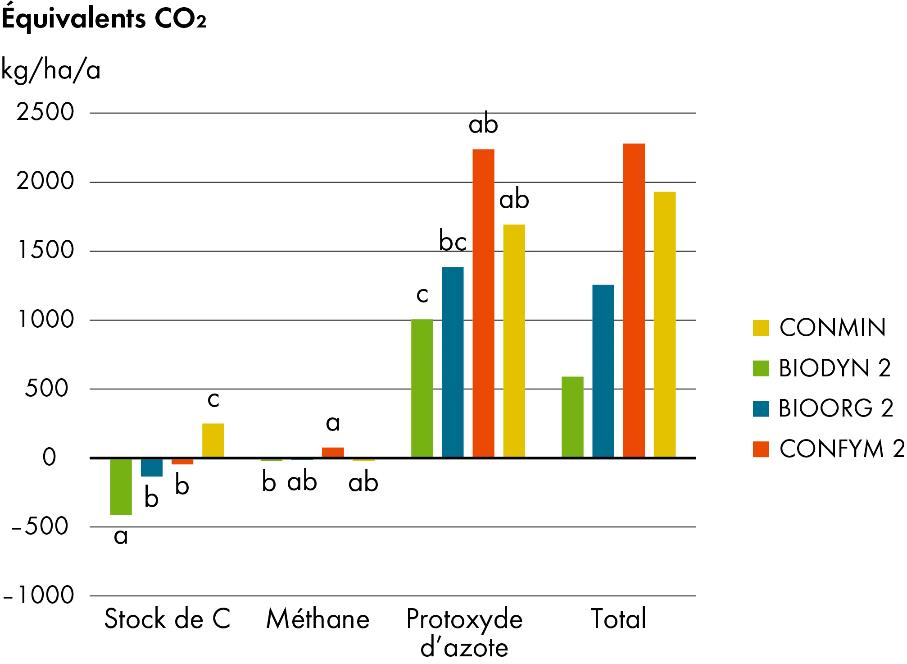 Équivalents CO₂
kg/ha/a
2500
2000
1500
1000
500
0
–500
–1000
a
b
b
c
b
ab
a
ab
c
bc
ab
ab
Stock de C
Méthane
Protoxyde
d'azote
Total
CONMIN
BIODYN 2
BIOORG 2
CONFYM 2